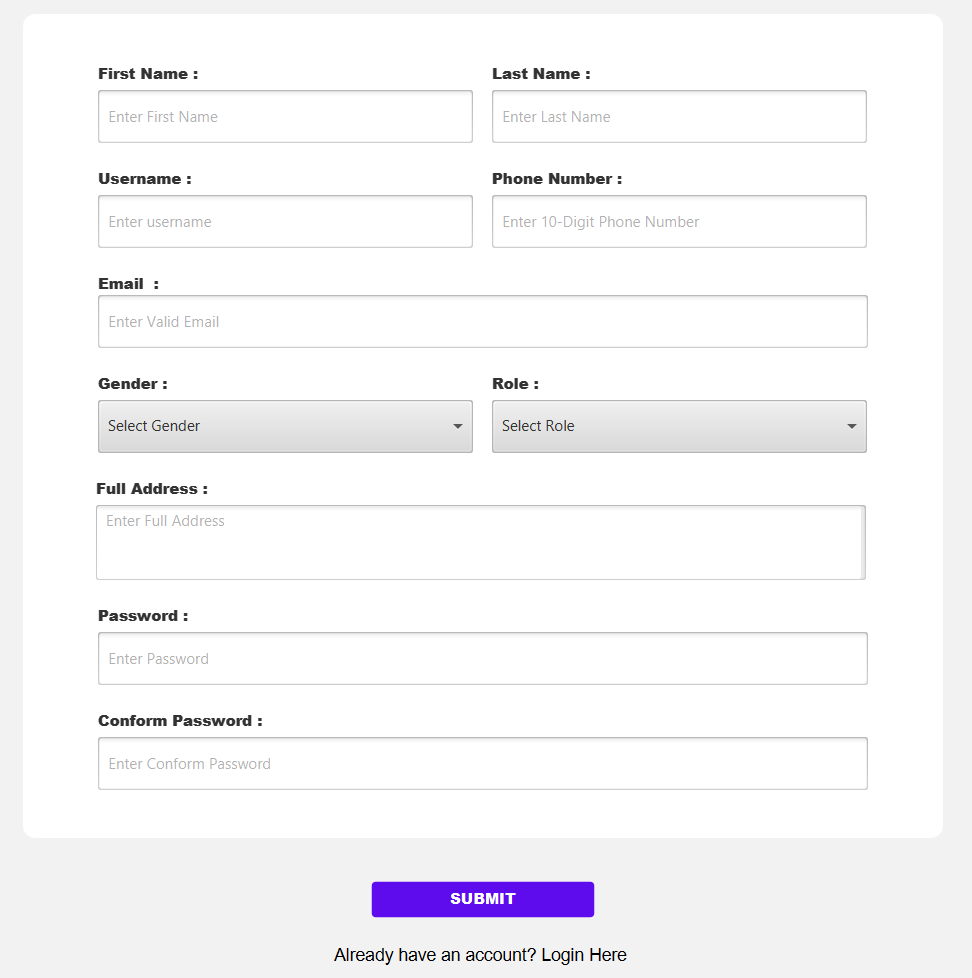 First Name :
Last Name :
Enter First Name
Enter Last Name
Username :
Phone Number :
Enter username
Enter 10-Digit Phone Number
Email  :
Enter Valid Email
Gender :
Role :
Select Gender
Select Role
Full Address :
Enter Full Address
Password :
Enter Password
Conform Password :
Enter Conform Password
SUBMIT
Already have an account? Login Here